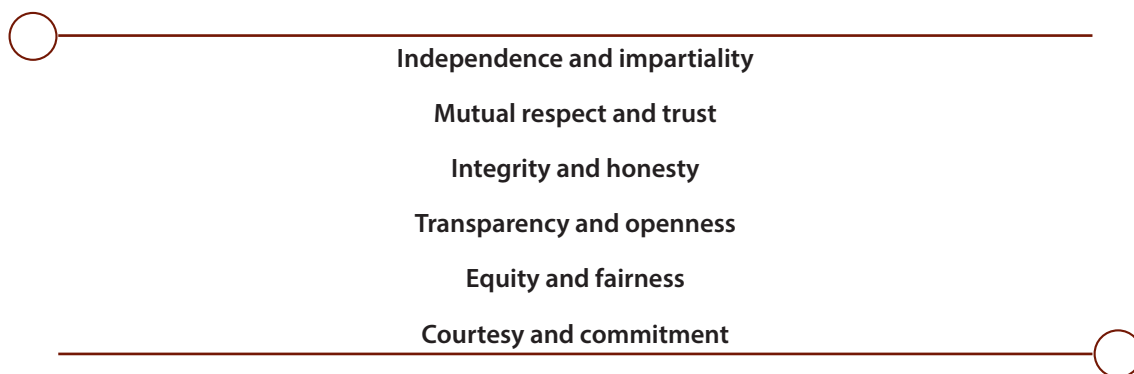 Independence and impartiality
Mutual respect and trust
Integrity and honesty
Transparency and openness
Equity and fairness
Courtesy and commitment